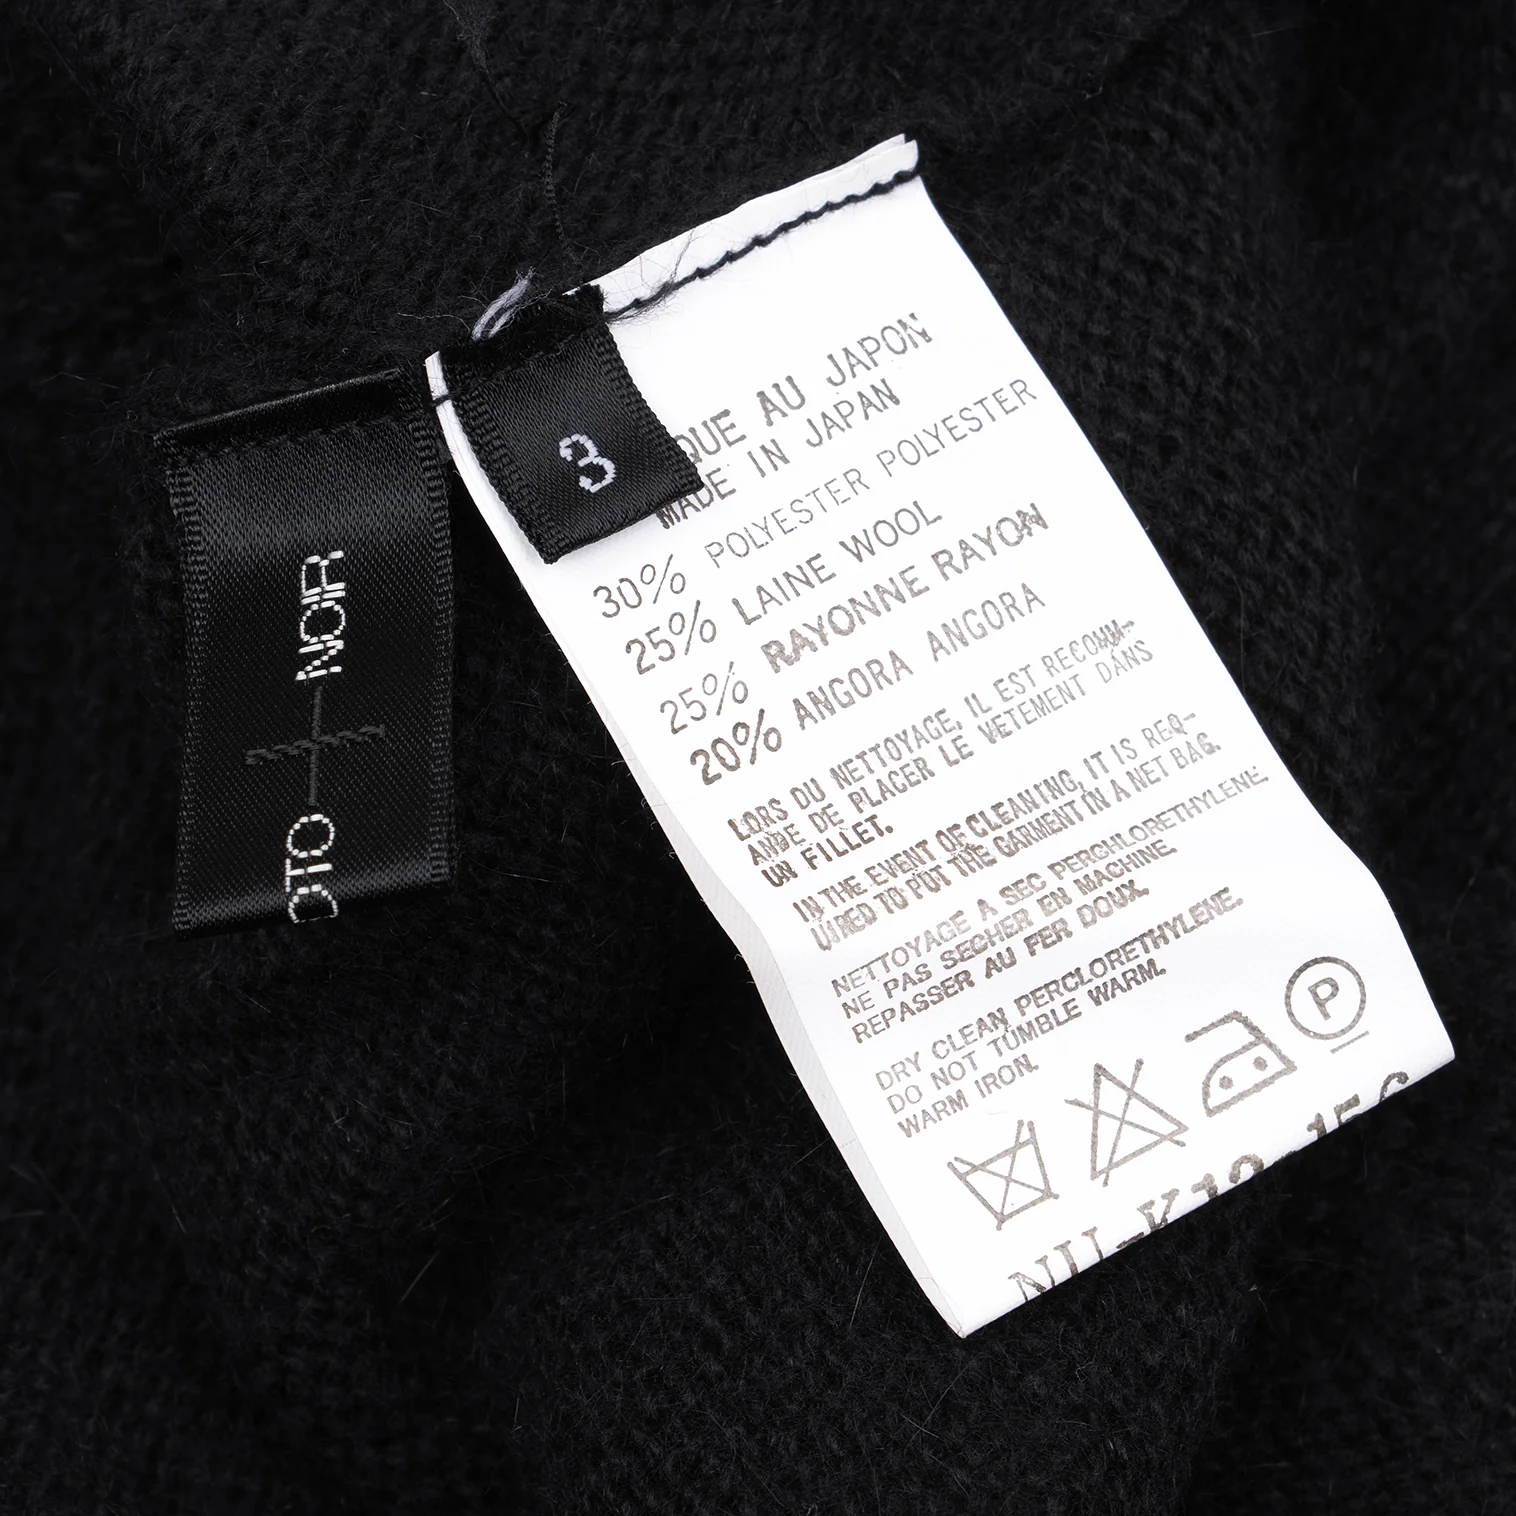 NOIR
3
QUE AU JAPON
MADE IN JAPAN
30% POLYESTER POLYESTER
25% LAINE WOOL
25% RAYONNE RAYON
20% ANGORA ANGORA
LORS DU NETTOYAGE, IL EST RECOMM-
ANDE DE PLACER LE VETEMENT DANS
UN FILLET.
IN THE EVENT OF CLEANING, IT IS REQ-
UIRED TO PUT THE GARMENT IN A NET BAG.
NETTOYAGE A SEC PERCHLORETHYLENE.
NE PAS SECHER EN MACHINE.
REPASSER AU FER DOUX.
DRY CLEAN PERCLORETHYLENE.
DO NOT TUMBLE WARM.
WARM IRON.
P